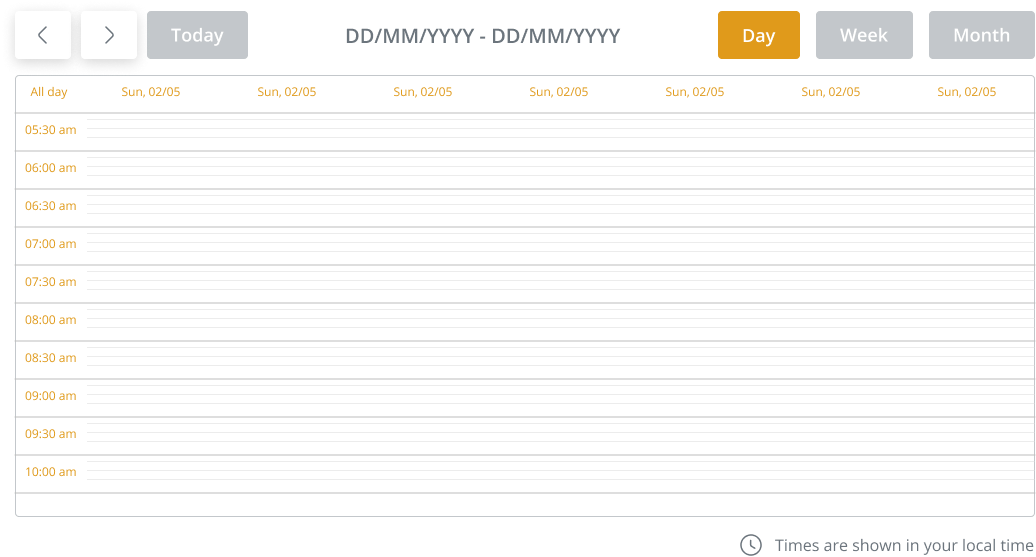 Today DD/MM/YYYY - DD/MM/YYYY Day Week Month
All day Sun, 02/05 Sun, 02/05 Sun, 02/05 Sun, 02/05 Sun, 02/05 Sun, 02/05 Sun, 02/05
05:30 am
06:00 am
06:30 am
07:00 am
07:30 am
08:00 am
08:30 am
09:00 am
09:30 am
10:00 am
Times are shown in your local time